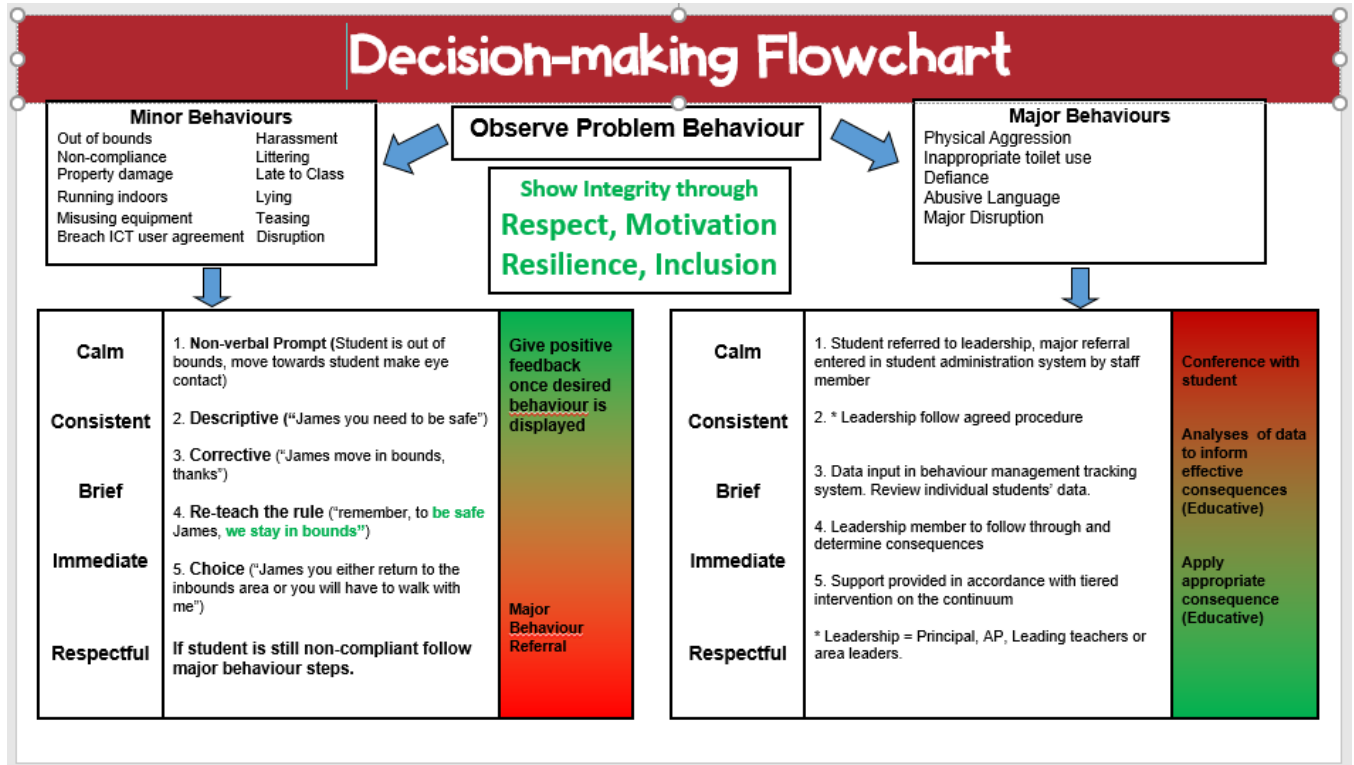 Decision-making Flowchart
Minor Behaviours
Out of bounds Harassment
Non-compliance Littering
Property damage Late to Class
Running indoors Lying
Misusing equipment Teasing
Breach ICT user agreement Disruption
Observe Problem Behaviour
Show Integrity through
Respect, Motivation
Resilience, Inclusion
Major Behaviours
Physical Aggression
Inappropriate toilet use
Defiance
Abusive Language
Major Disruption
Calm
Consistent
Brief
Immediate
Respectful
1. Non-verbal Prompt (Student is out of
bounds, move towards student make eye
contact)
2. Descriptive (“James you need to be safe”)
3. Corrective (“James move in bounds,
thanks”)
4. Re-teach the rule (“remember, to be safe
James, we stay in bounds”)
5. Choice (“James you either return to the
inbounds area or you will have to walk with
me”)
If student is still non-compliant follow
major behaviour steps.
Give positive
feedback
once desired
behaviour is
displayed
Major
Behaviour
Referral
Calm
Consistent
Brief
Immediate
Respectful
1. Student referred to leadership, major referral
entered in student administration system by staff
member
2. * Leadership follow agreed procedure
3. Data input in behaviour management tracking
system. Review individual students’ data.
4. Leadership member to follow through and
determine consequences
5. Support provided in accordance with tiered
intervention on the continuum
* Leadership = Principal, AP, Leading teachers or
area leaders.
Conference with
student
Analyses of data
to inform
effective
consequences
(Educative)
Apply
appropriate
consequence
(Educative)